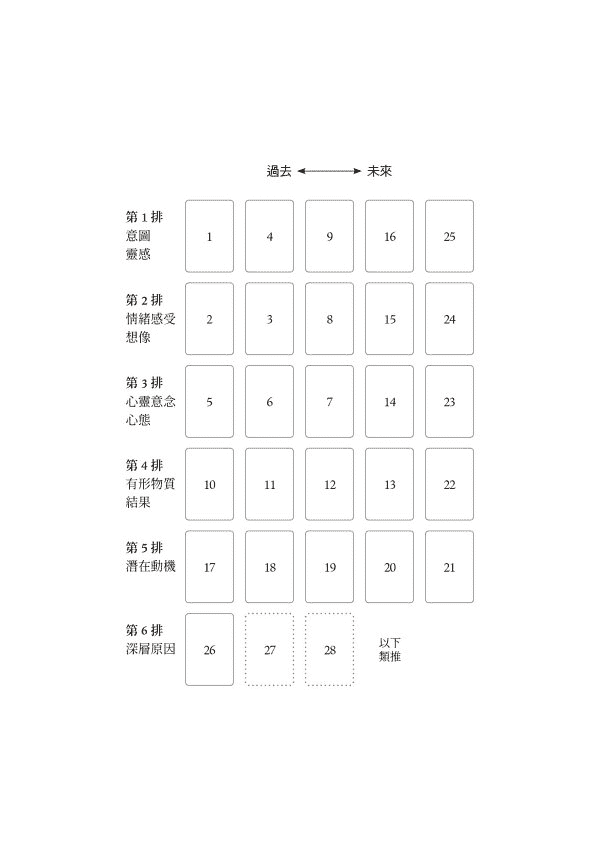 過去 未來
第 1 排
意圖
靈感
1 4 9 16 25
第 2 排
情緒感受
想像
2 3 8 15 24
第 3 排
心靈意念
心態
5 6 7 14 23
第 4 排
有形物質
結果
10 11 12 13 22
第 5 排
潛在動機
17 18 19 20 21
第 6 排
深層原因
26 27 28
以下
類推